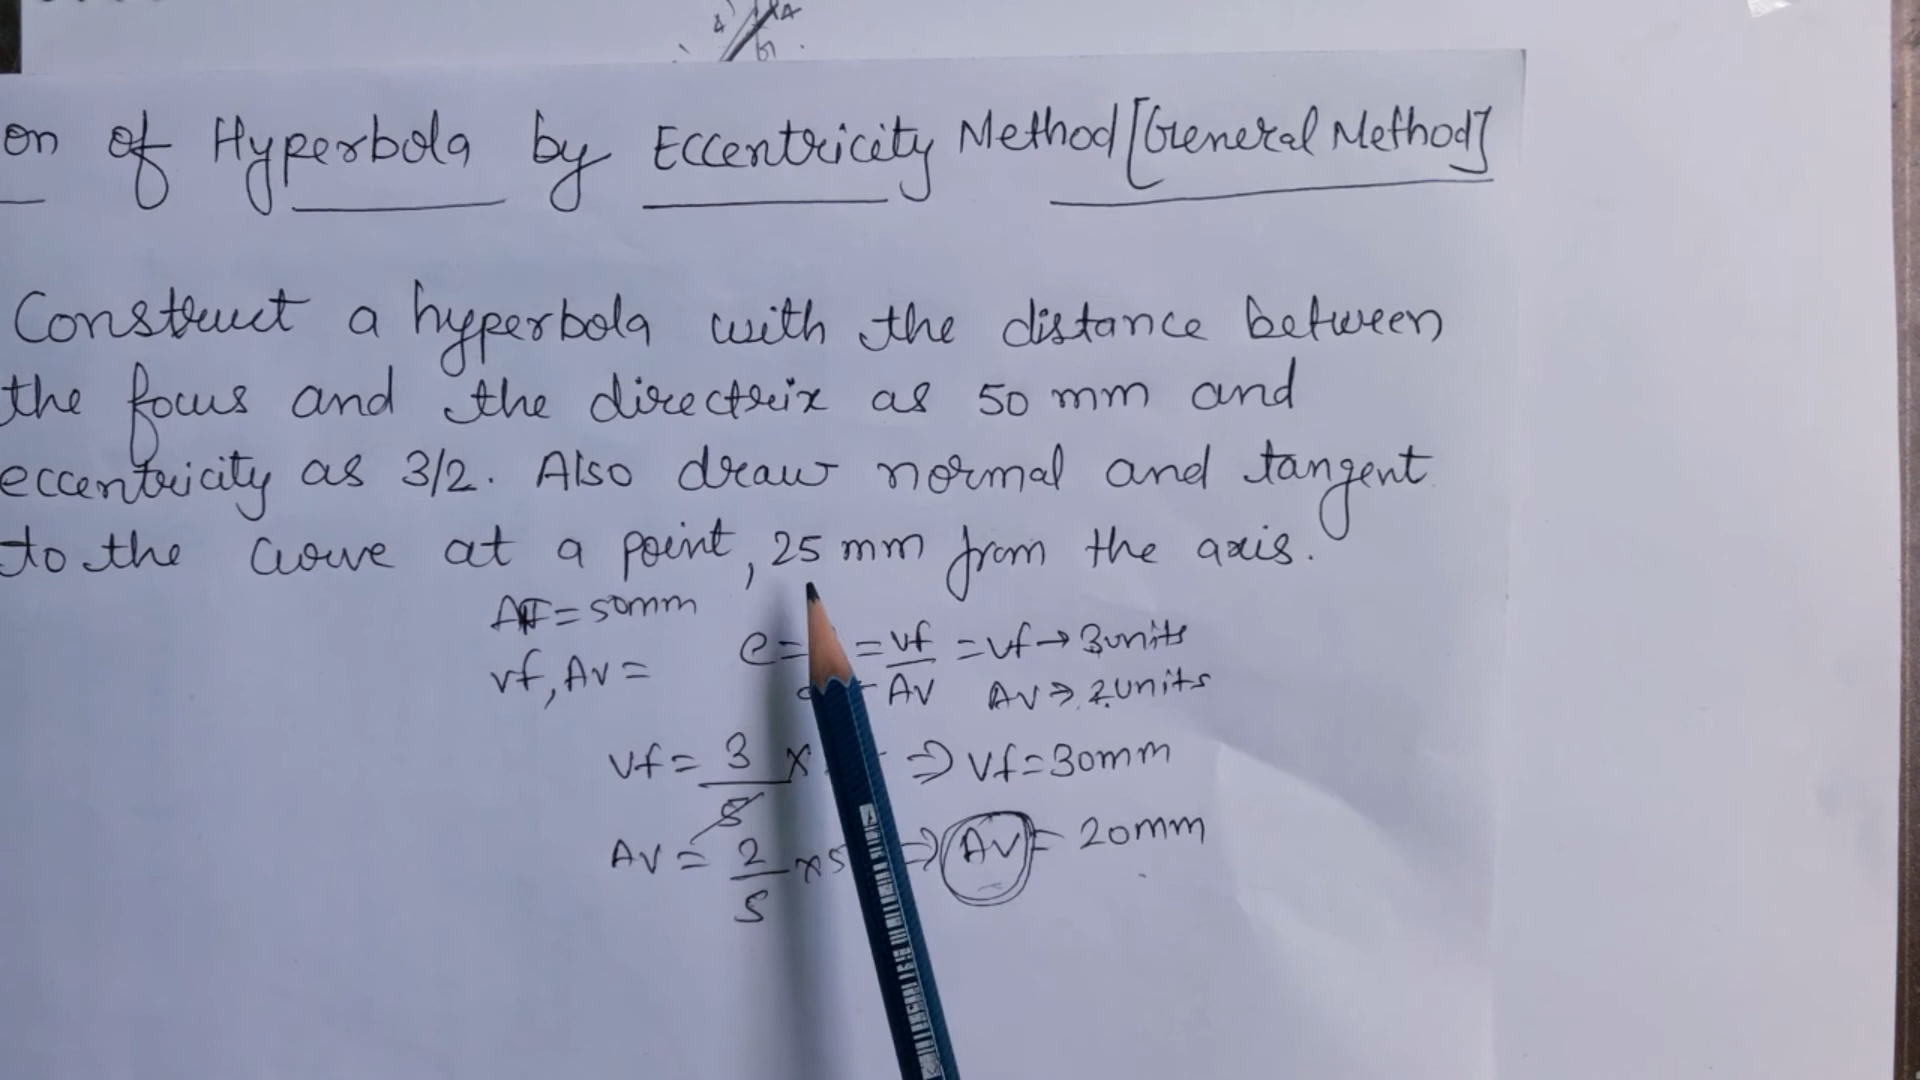 on of Hyperbola by Eccentricity Method [General Method]
Construct a hyperbola with the distance between
the focus and the directrix as 50 mm and
eccentricity as 3/2. Also draw normal and tangent
to the curve at a point, 25 mm from the axis.
AF = 50mm
e = = vf/Av = vf → 3units
vf, Av =
Av → 2units
vf = 3/5 x ⇒ vf = 30mm
Av = 2/5 x 5 ⇒ Av = 20mm